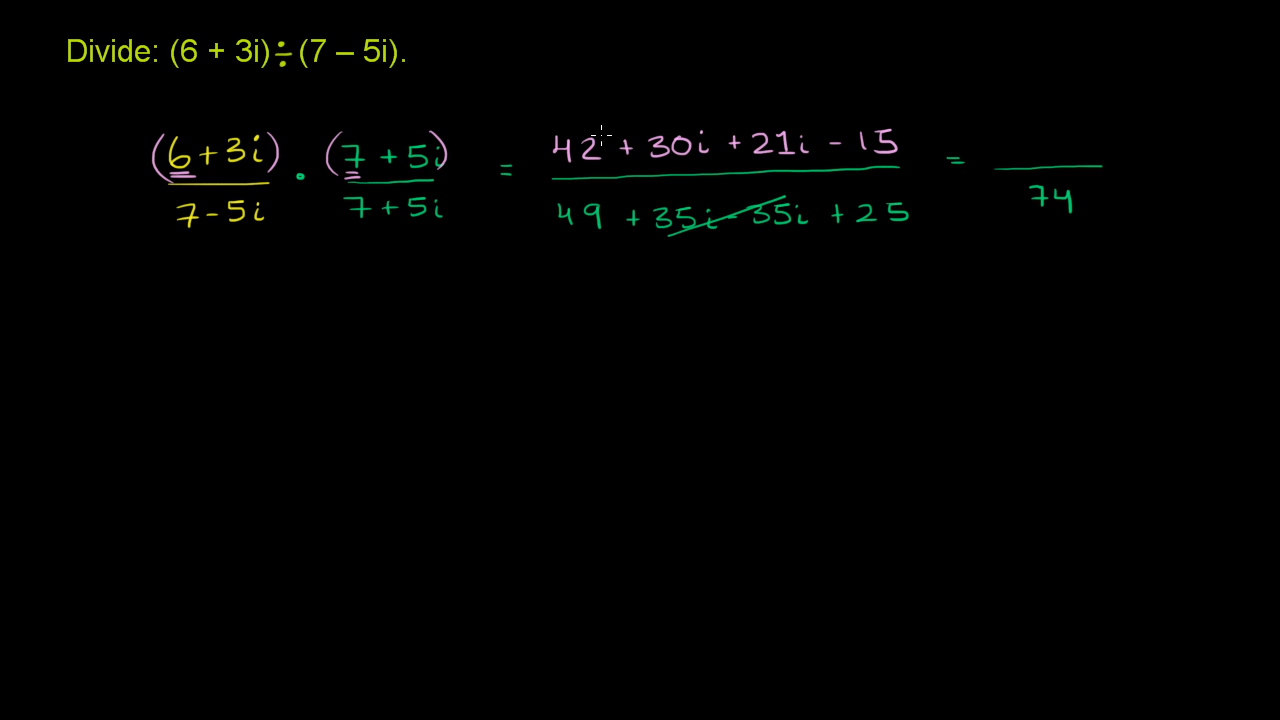 Divide: (6 + 3i) ÷ (7 – 5i).
(6 + 3i) / (7 - 5i) · (7 + 5i) / (7 + 5i) = (42 + 30i + 21i - 15) / (49 + 35i - 35i + 25) = / 74